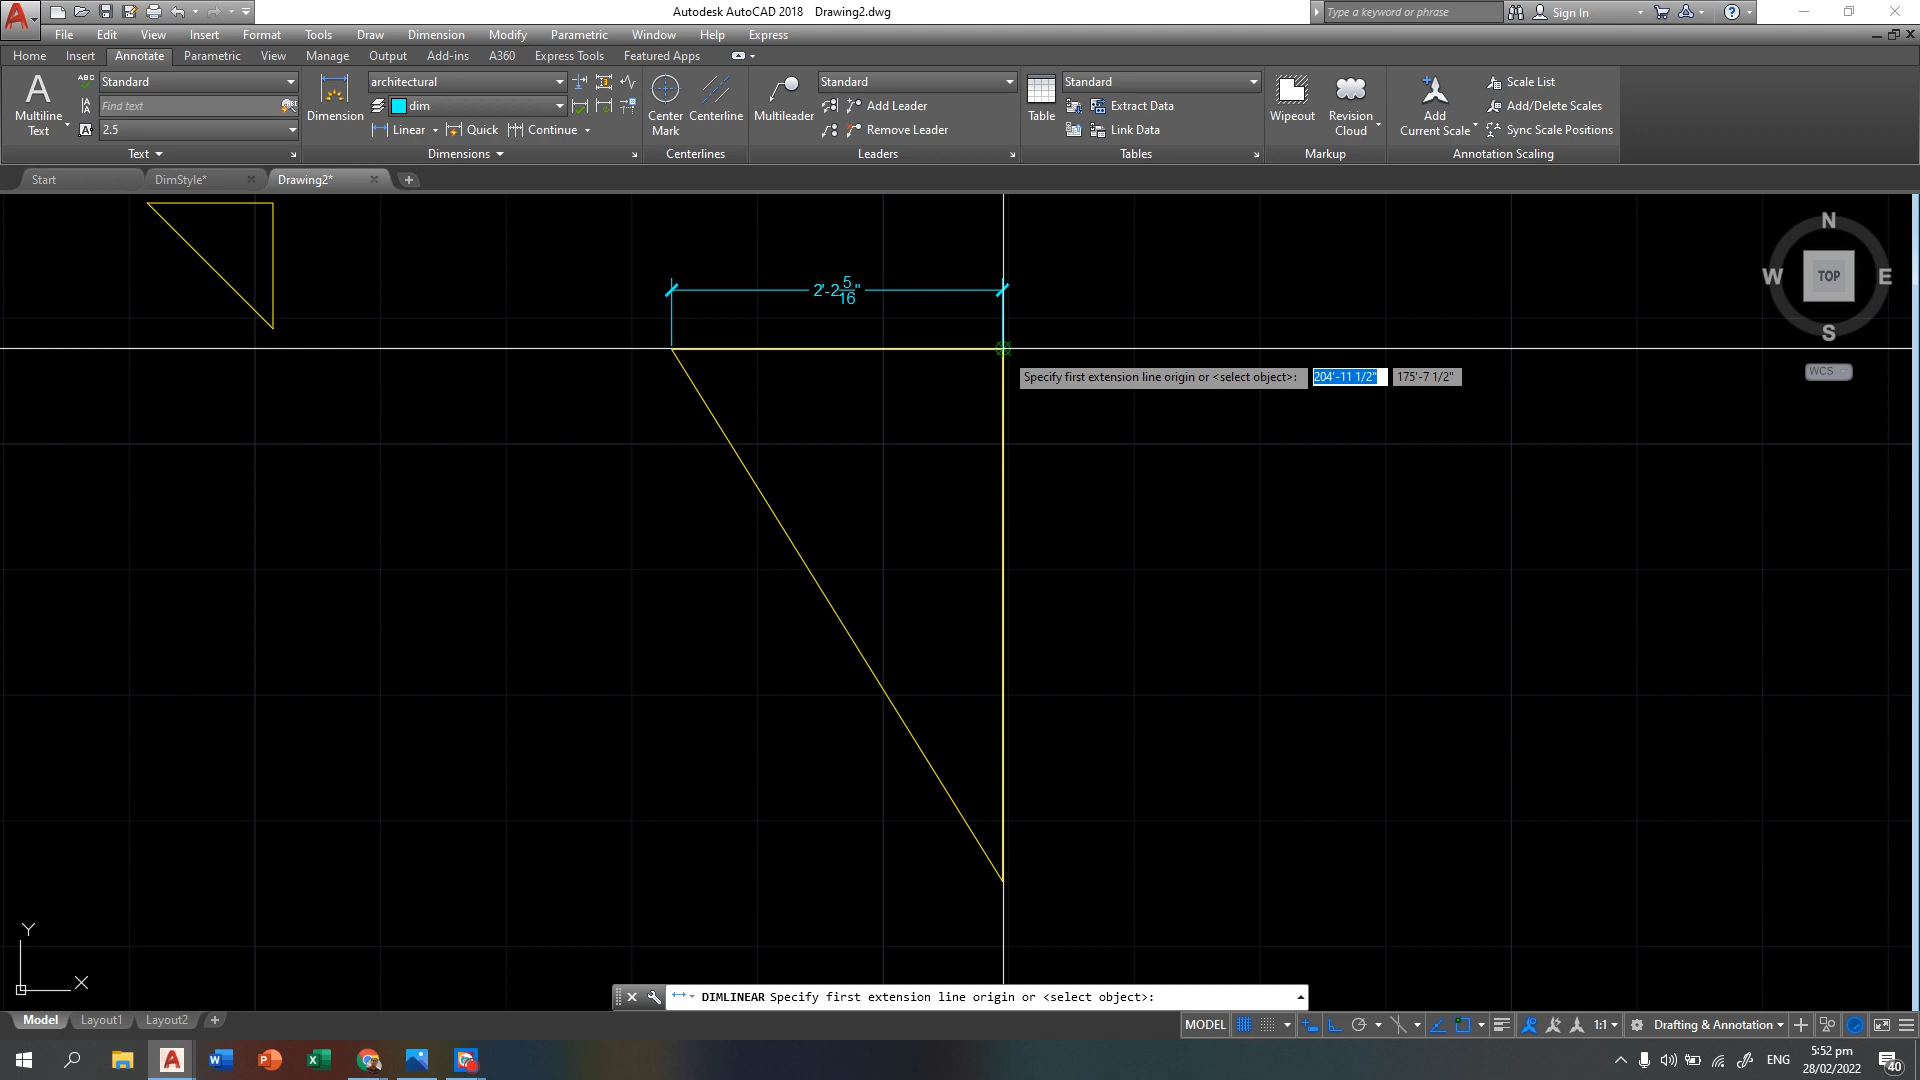 Autodesk AutoCAD 2018 Drawing2.dwg
Type a keyword or phrase
Sign In
File Edit View Insert Format Tools Draw Dimension Modify Parametric Window Help Express
Home Insert Annotate Parametric View Manage Output Add-ins A360 Express Tools Featured Apps
A
Multiline
Text
ABC
Standard
Find text
2.5
Text
Dimension
architectural
dim
Linear Quick Continue
Dimensions
Center
Mark
Centerline
Centerlines
Multileader
Standard
Add Leader
Remove Leader
Leaders
Table
Standard
Extract Data
Link Data
Tables
Wipeout
Revision
Cloud
Markup
Add
Current Scale
Scale List
Add/Delete Scales
Sync Scale Positions
Annotation Scaling
Start DimStyle* Drawing2*
N
W TOP E
S
WCS
2'-2 5/16"
Specify first extension line origin or <select object>: 204'-11 1/2" 175'-7 1/2"
Y
X
DIMLINEAR Specify first extension line origin or <select object>:
Model Layout1 Layout2
MODEL 1:1 Drafting & Annotation
ENG
5:52 pm
28/02/2022
40